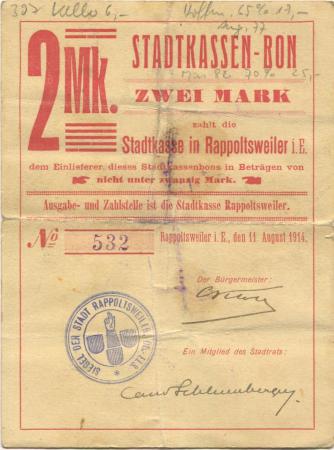 2 Mk.
STADTKASSEN-BON
ZWEI MARK
zahlt die
Stadtkasse in Rappoltsweiler i. E.
dem Einlieferer, dieses Stadtkassenbons in Beträgen von
nicht unter zwanzig Mark.
Ausgabe- und Zahlstelle ist die Stadtkasse Rappoltsweiler.
No 532
Rappoltsweiler i. E., den 11 August 1914.
Der Bürgermeister:
SIEGEL DER STADT RAPPOLTSWEILER
Ein Mitglied des Stadtrats: